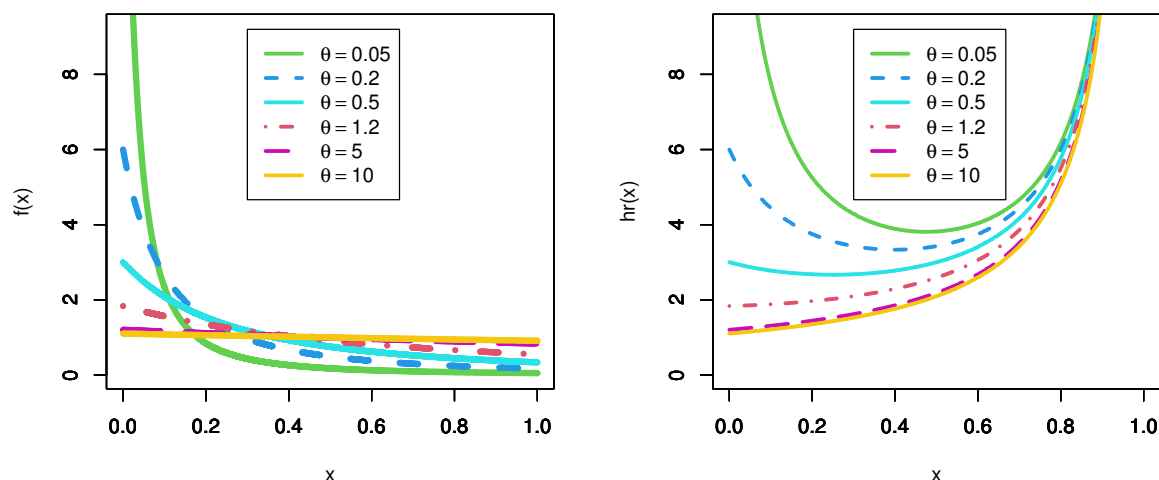 f(x)
0 2 4 6 8
0.0 0.2 0.4 0.6 0.8 1.0
x
θ = 0.05
θ = 0.2
θ = 0.5
θ = 1.2
θ = 5
θ = 10
hr(x)
0 2 4 6 8
0.0 0.2 0.4 0.6 0.8 1.0
x
θ = 0.05
θ = 0.2
θ = 0.5
θ = 1.2
θ = 5
θ = 10